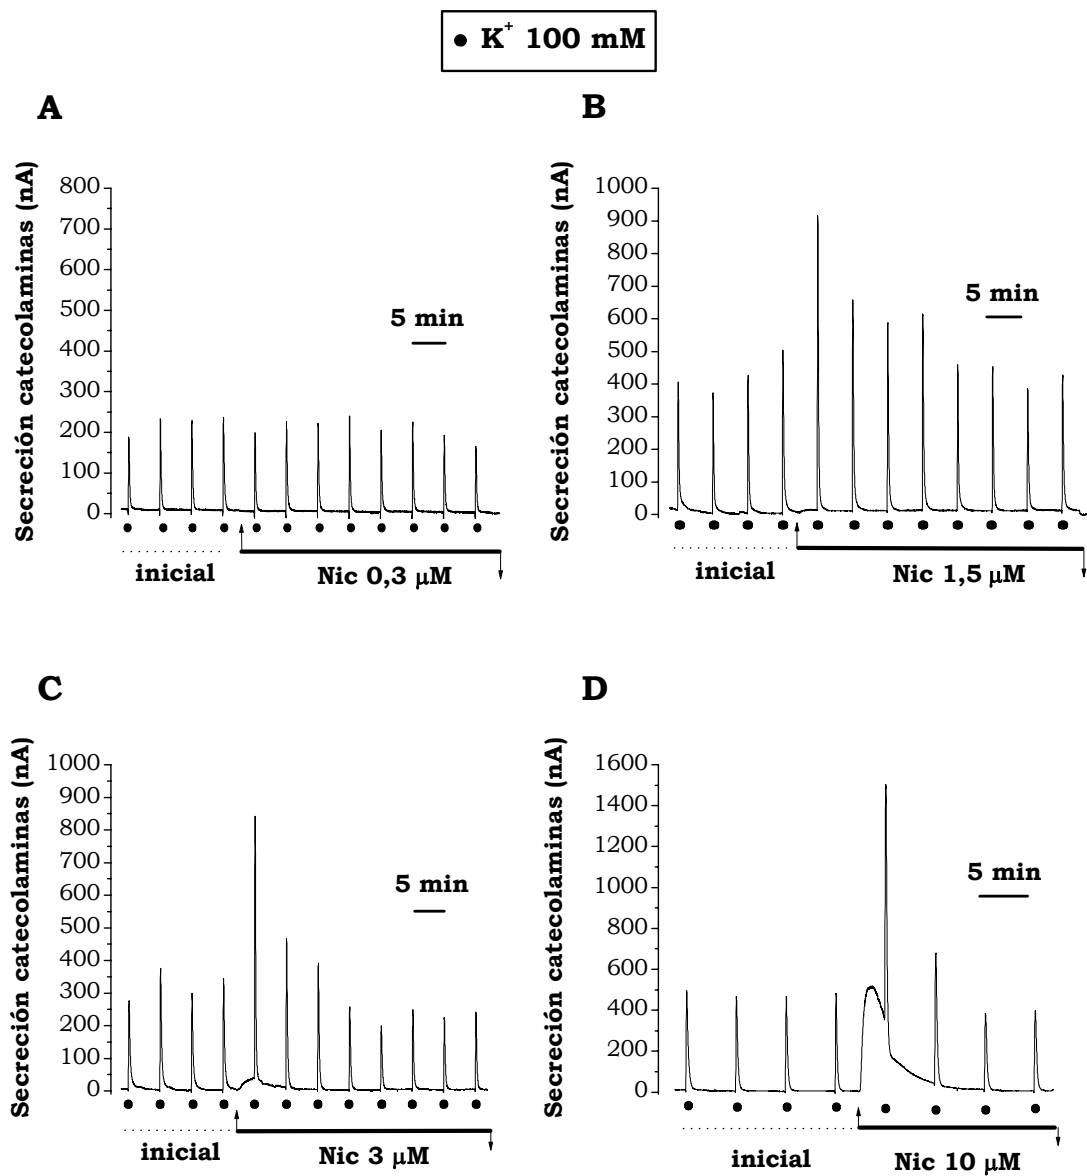 ● K⁺ 100 mM
A
Secreción catecolaminas (nA)
800
700
600
500
400
300
200
100
0
5 min
inicial
Nic 0,3 μM
B
Secreción catecolaminas (nA)
1000
900
800
700
600
500
400
300
200
100
0
5 min
inicial
Nic 1,5 μM
C
Secreción catecolaminas (nA)
1000
900
800
700
600
500
400
300
200
100
0
5 min
inicial
Nic 3 μM
D
Secreción catecolaminas (nA)
1600
1400
1200
1000
800
600
400
200
0
5 min
inicial
Nic 10 μM